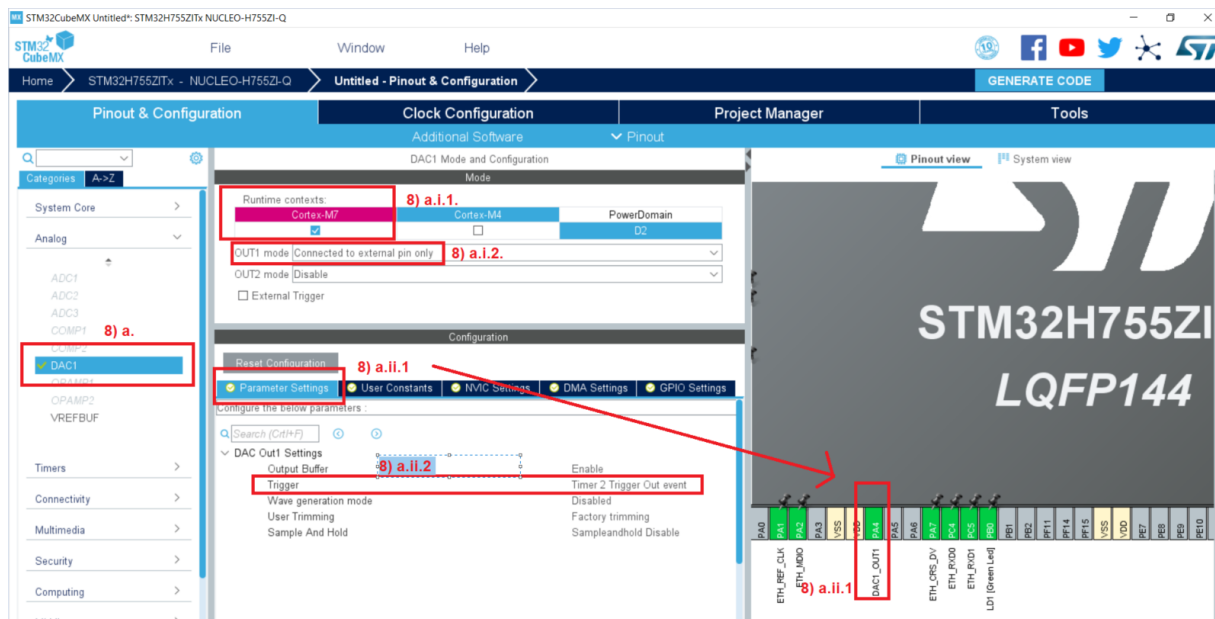 MX STM32CubeMX Untitled*: STM32H755ZITx NUCLEO-H755ZI-Q
STM32 CubeMX
File Window Help
10
Home STM32H755ZITx - NUCLEO-H755ZI-Q Untitled - Pinout & Configuration GENERATE CODE
Pinout & Configuration Clock Configuration Project Manager Tools
Additional Software Pinout
DAC1 Mode and Configuration
Pinout view System view
Categories A->Z
Mode
System Core
Runtime contexts: 8) a.i.1.
Cortex-M7 Cortex-M4 PowerDomain
D2
Analog
OUT1 mode Connected to external pin only 8) a.i.2.
OUT2 mode Disable
External Trigger
ADC1
ADC2
ADC3
COMP1 8) a.
COMP2
DAC1
OPAMP1
OPAMP2
VREFBUF
Timers
Connectivity
Multimedia
Security
Computing
Configuration
Reset Configuration 8) a.ii.1
Parameter Settings User Constants NVIC Settings DMA Settings GPIO Settings
Configure the below parameters :
Search (Crtl+F)
DAC Out1 Settings
Output Buffer 8) a.ii.2 Enable
Trigger Timer 2 Trigger Out event
Wave generation mode Disabled
User Trimming Factory trimming
Sample And Hold Sampleandhold Disable
STM32H755ZI
LQFP144
PA0 PA1 PA2 PA3 VSS VDD PA4 PA5 PA6 PA7 PC4 PC5 PB0 PB1 PB2 PF11 PF14 PF15 VSS VDD PE7 PE8 PE9 PE10
ETH_REF_CLK
ETH_MDIO
DAC1_OUT1
ETH_CRS_DV
ETH_RXD0
ETH_RXD1
LD1 [Green Led]
8) a.ii.1